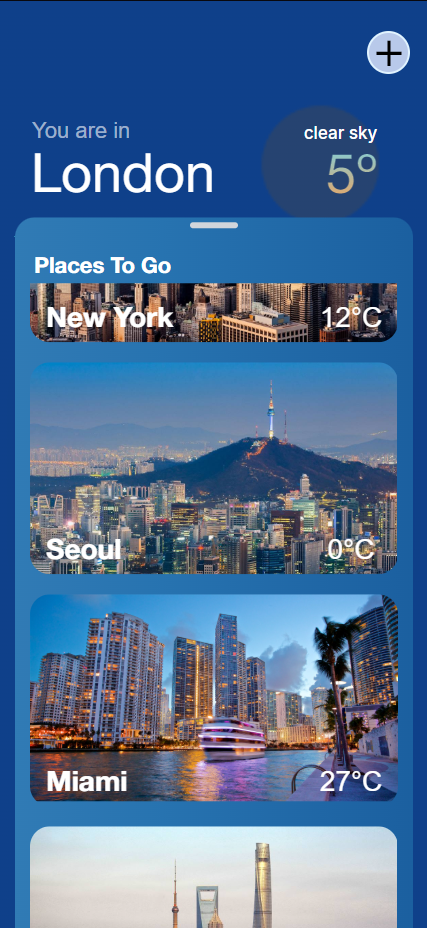 You are in
London
clear sky
5°
Places To Go
New York 12°C
Seoul 0°C
Miami 27°C